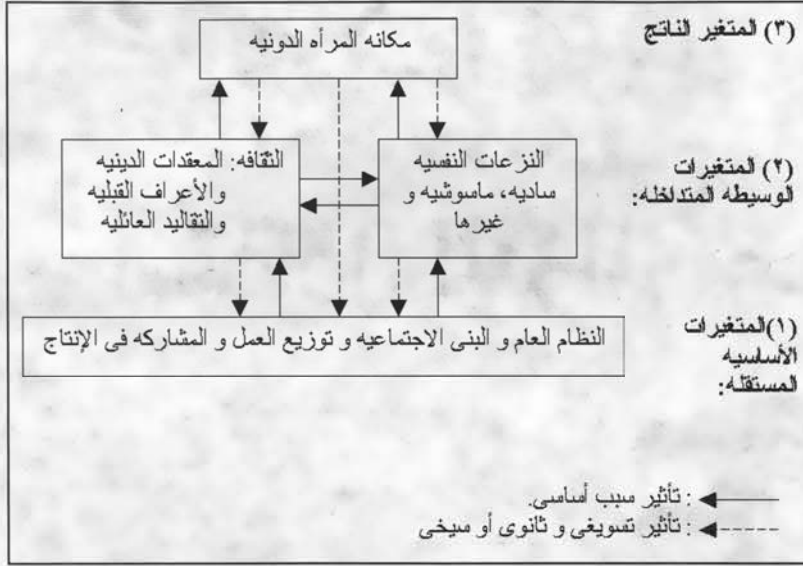 (٣) المتغير الناتج
مكانه المرأه الدونيه
(٢) المتغيرات
الوسيطه المتداخله:
النزعات النفسيه
ساديه، ماسوشيه و
غيرها
الثقافه: المعقدات الدينيه
والأعراف القبليه
والتقاليد العائليه
(١) المتغيرات
الأساسيه
المستقله:
النظام العام و البنى الاجتماعيه و توزيع العمل و المشاركه فى الإنتاج
: تأثير سبب أساسى.
: تأثير تسويغى و ثانوى أو سيخى